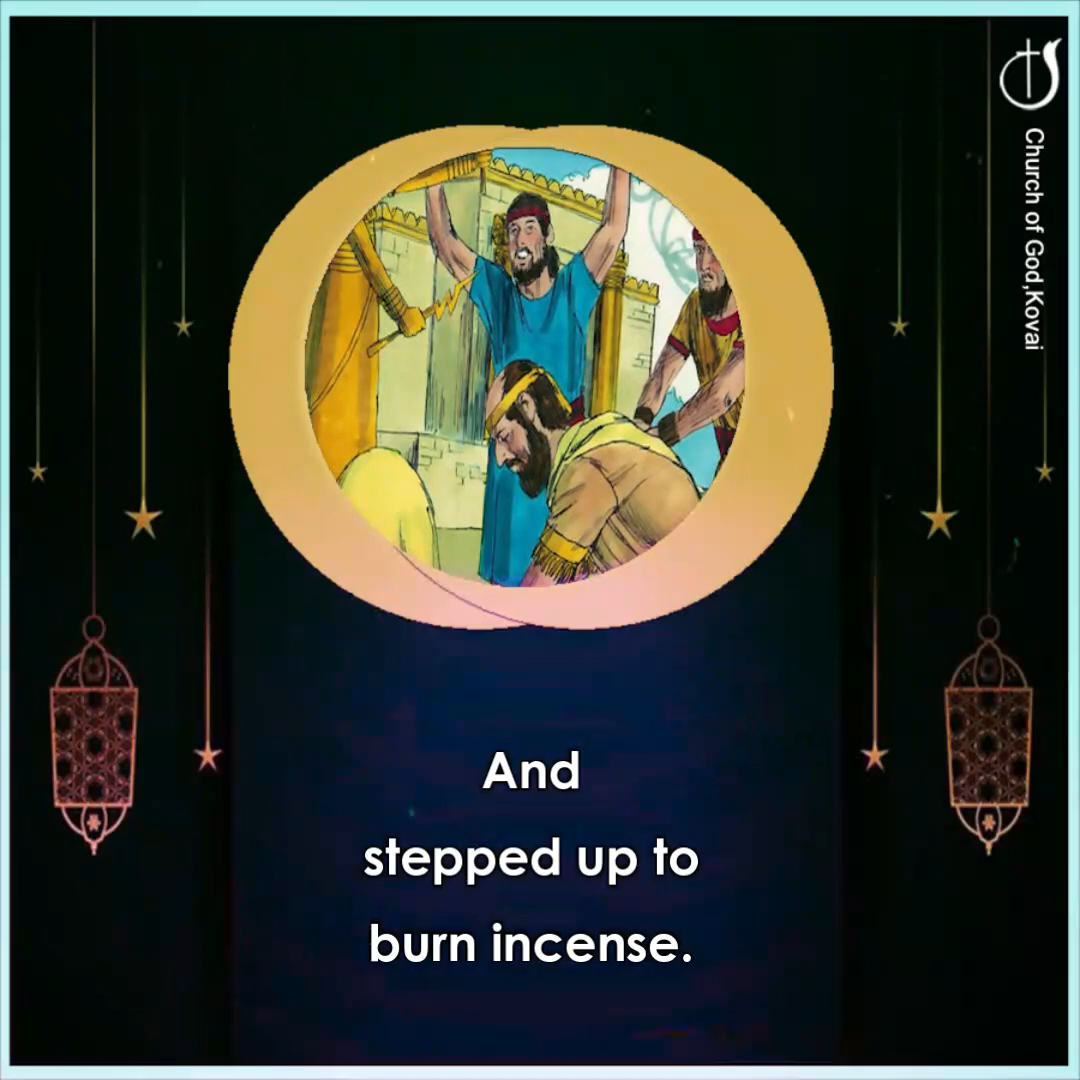 Church of God,Kovai
And
stepped up to
burn incense.